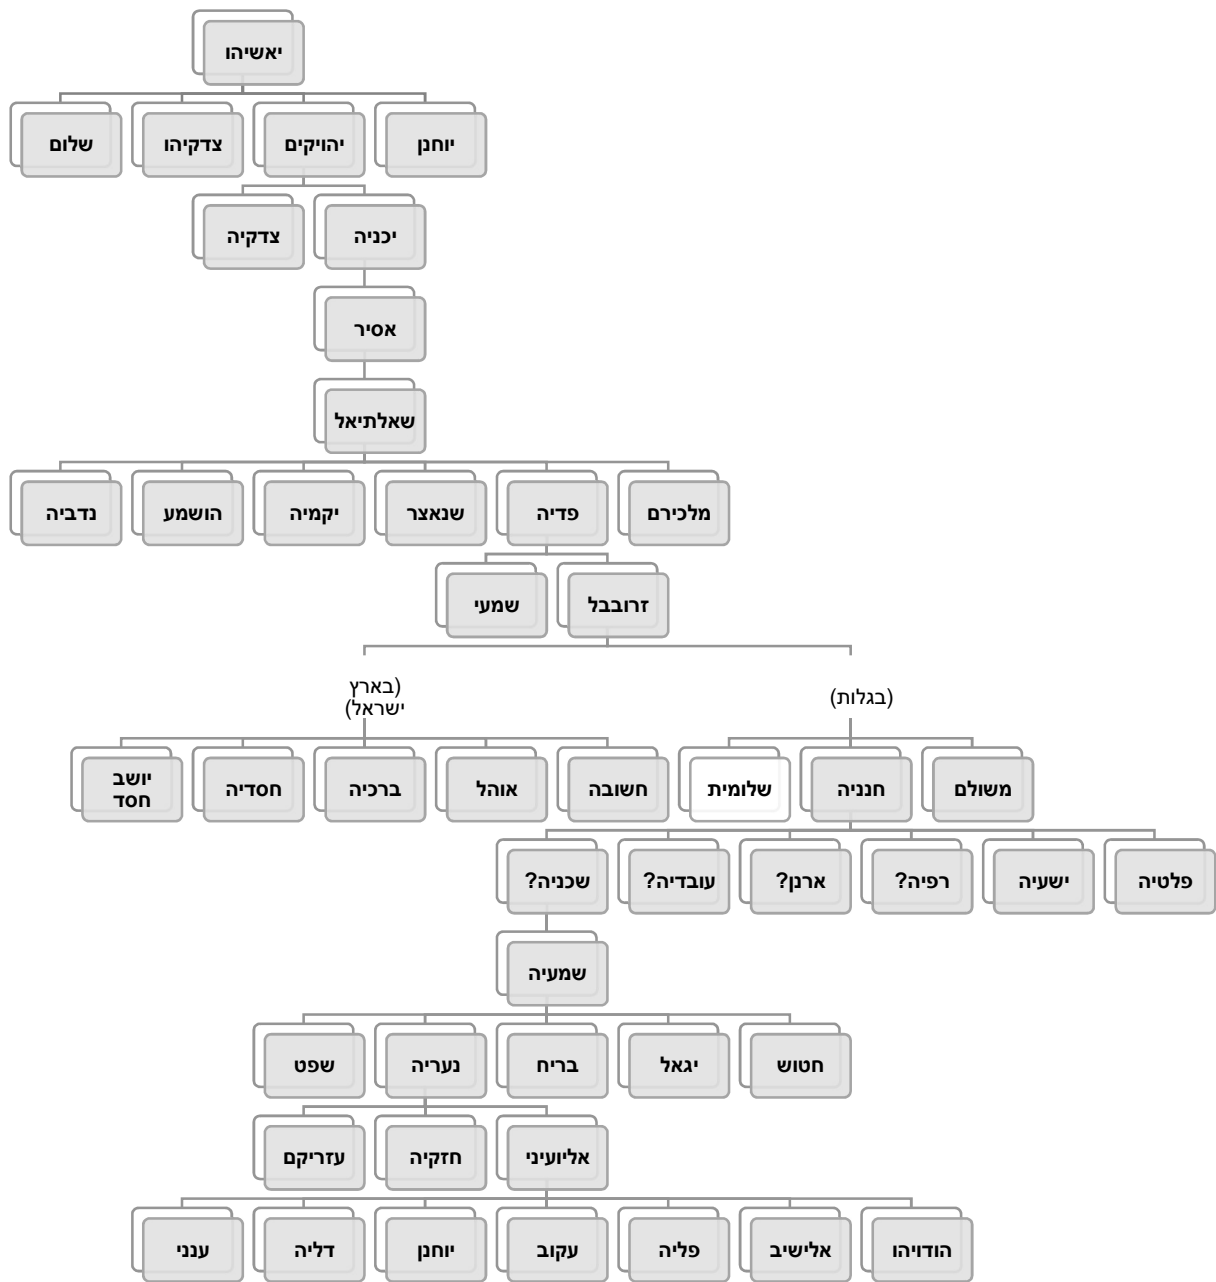 יאשיהו
יוחנן
יהויקים
צדקיהו
שלום
יכניה
צדקיה
אסיר
שאלתיאל
מלכירם
פדיה
שנאצר
יקמיה
הושמע
נדביה
זרובבל
שמעי
(בגלות)
(בארץ
ישראל)
משולם
חנניה
שלומית
חשובה
אוהל
ברכיה
חסדיה
יושב
חסד
פלטיה
ישעיה
רפיה?
ארנן?
עובדיה?
שכניה?
שמעיה
חטוש
יגאל
בריח
נעריה
שפט
אליועיני
חזקיה
עזריקם
הודויהו
אלישיב
פליה
עקוב
יוחנן
דליה
ענני